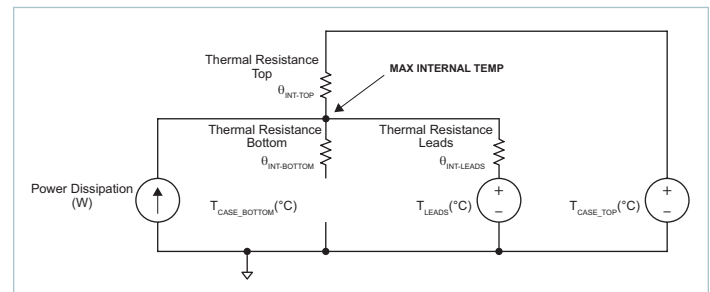 Thermal Resistance
Top
θINT-TOP
MAX INTERNAL TEMP
Thermal Resistance
Bottom
θINT-BOTTOM
Thermal Resistance
Leads
θINT-LEADS
Power Dissipation
(W)
TCASE_BOTTOM(°C)
TLEADS(°C)
+
–
TCASE_TOP(°C)
+
–